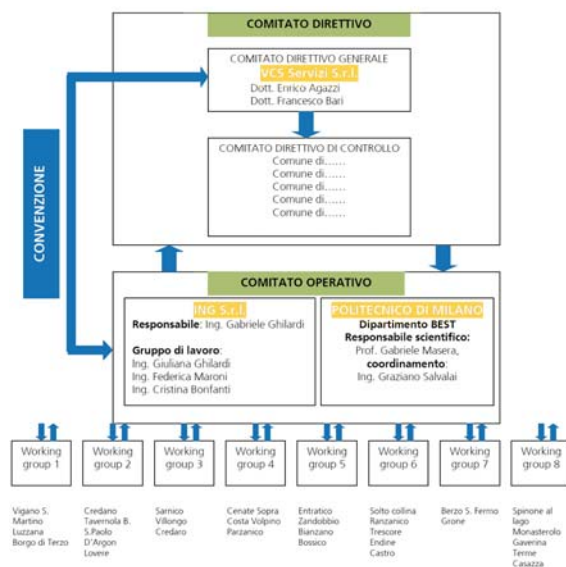 COMITATO DIRETTIVO
COMITATO DIRETTIVO GENERALE
VCS Servizi S.r.l.
Dott. Enrico Agazzi
Dott. Francesco Bari
COMITATO DIRETTIVO DI CONTROLLO
Comune di......
Comune di......
Comune di......
Comune di......
Comune di......
CONVENZIONE
COMITATO OPERATIVO
ING S.r.l.
Responsabile: Ing. Gabriele Ghilardi
Gruppo di lavoro:
Ing. Giuliana Ghilardi
Ing. Federica Maroni
Ing. Cristina Bonfanti
POLITECNICO DI MILANO
Dipartimento BEST
Responsabile scientifico:
Prof. Gabriele Masera,
coordinamento:
Ing. Graziano Salvalai
Working
group 1
Working
group 2
Working
group 3
Working
group 4
Working
group 5
Working
group 6
Working
group 7
Working
group 8
Vigano S.
Martino
Luzzana
Borgo di Terzo
Credano
Tavernola B.
S.Paolo
D'Argon
Lovere
Sarnico
Villongo
Credaro
Cenate Sopra
Costa Volpino
Parzanico
Entratico
Zandobbio
Bianzano
Bossico
Solto collina
Ranzanico
Trescore
Endine
Castro
Berzo S. Fermo
Grone
Spinone al
lago
Monasterolo
Gaverina
Terme
Casazza